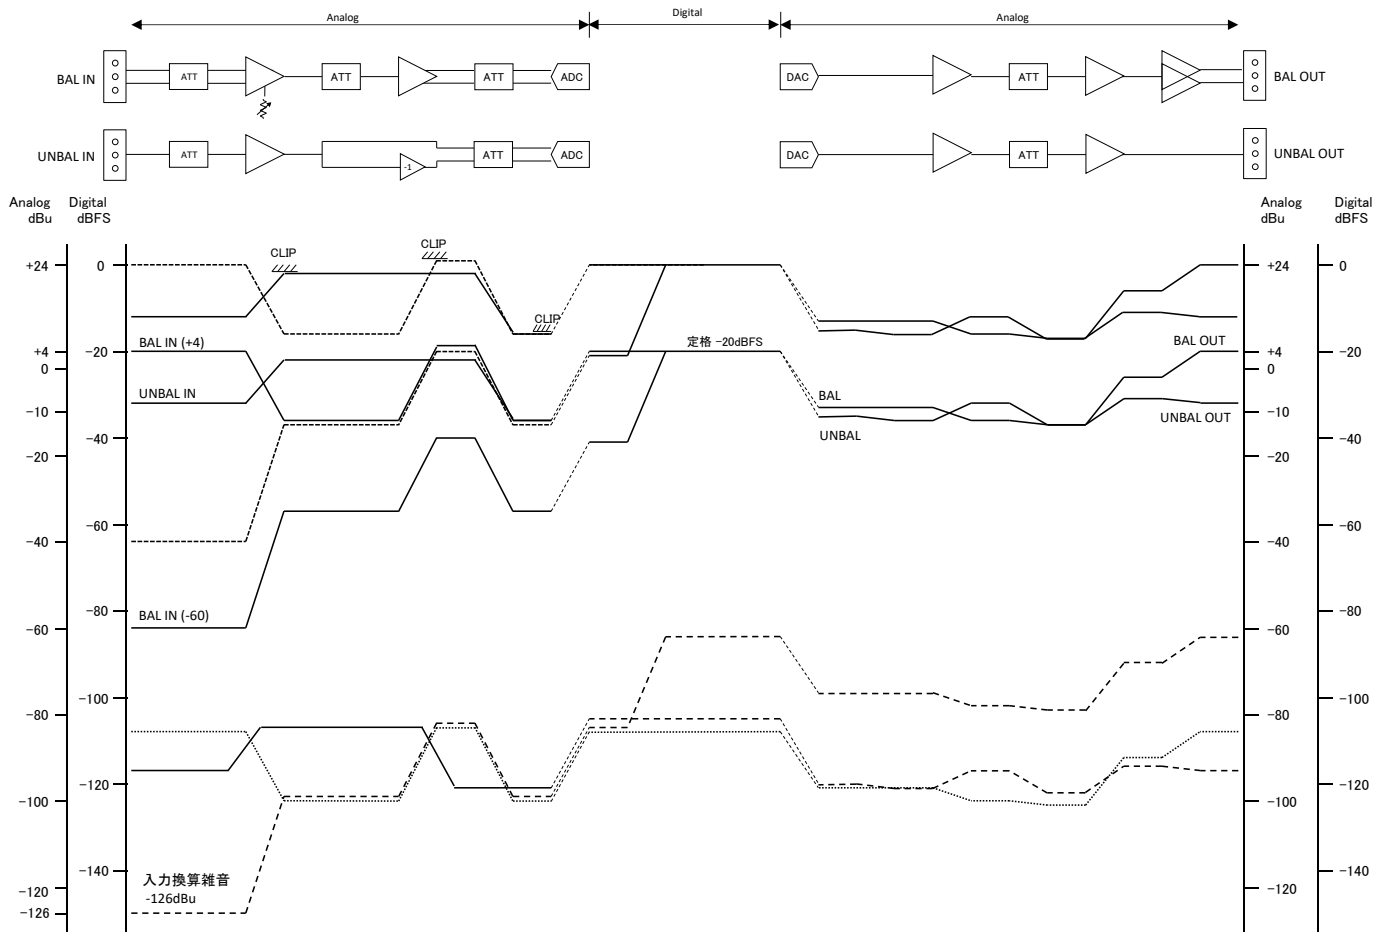 Analog
Digital
Analog
BAL IN
ATT
ATT
ATT
ADC
DAC
ATT
BAL OUT
UNBAL IN
ATT
-1
ATT
ADC
DAC
ATT
UNBAL OUT
Analog
dBu
Digital
dBFS
Analog
dBu
Digital
dBFS
+24
+4
0
-10
-20
-40
-60
-80
-100
-120
-126
0
-20
-40
-60
-80
-100
-120
-140
CLIP
CLIP
CLIP
BAL IN (+4)
UNBAL IN
BAL IN (-60)
入力換算雑音
-126dBu
定格 -20dBFS
BAL
UNBAL
BAL OUT
UNBAL OUT
+24
+4
0
-10
-20
-40
-60
-80
-100
-120
0
-20
-40
-60
-80
-100
-120
-140